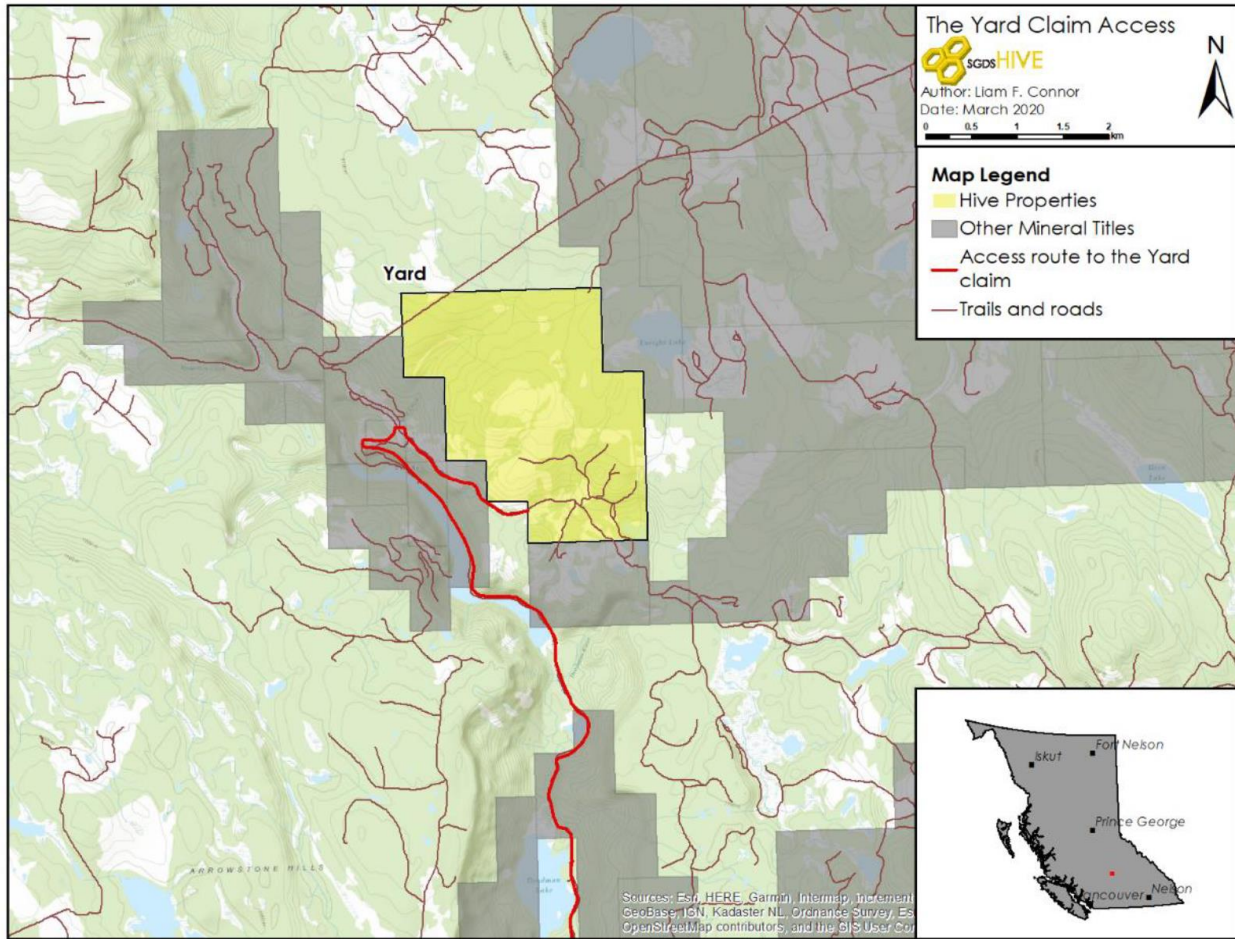 The Yard Claim Access
N
SGDS HIVE
Author: Liam F. Connor
Date: March 2020
0 0.5 1 1.5 2
km
Map Legend
Hive Properties
Other Mineral Titles
Access route to the Yard
claim
Trails and roads
Yard
ARROWSTONE HILLS
Lake
Iskut
Fort Nelson
Prince George
ancouver
Nelson
Sources: Esri, HERE, Garmin, Intermap, increment
GeoBase, IGN, Kadaster NL, Ordnance Survey, Es
OpenStreetMap contributors, and the GIS User Co